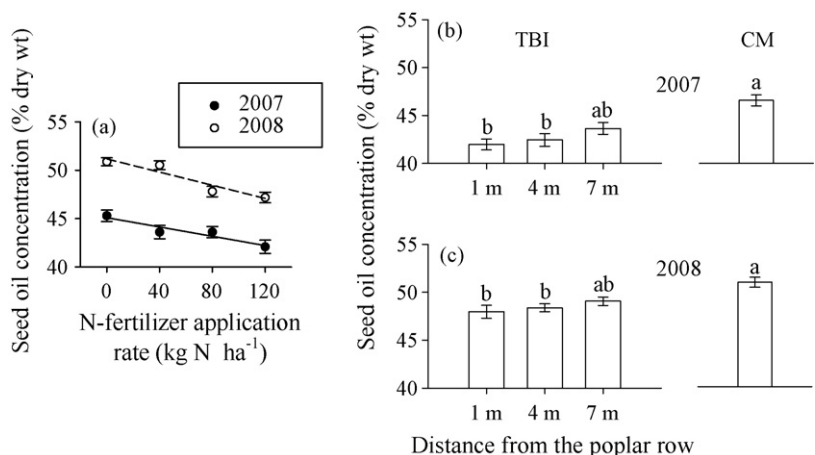 Seed oil concentration (% dry wt)
(a)
2007
2008
55
50
45
40
0 40 80 120
N-fertilizer application
rate (kg N ha⁻¹)
Seed oil concentration (% dry wt)
(b) TBI CM
2007
55
50
45
40
b b ab a
1 m 4 m 7 m
(c)
2008
55
50
45
40
b b ab a
1 m 4 m 7 m
Distance from the poplar row